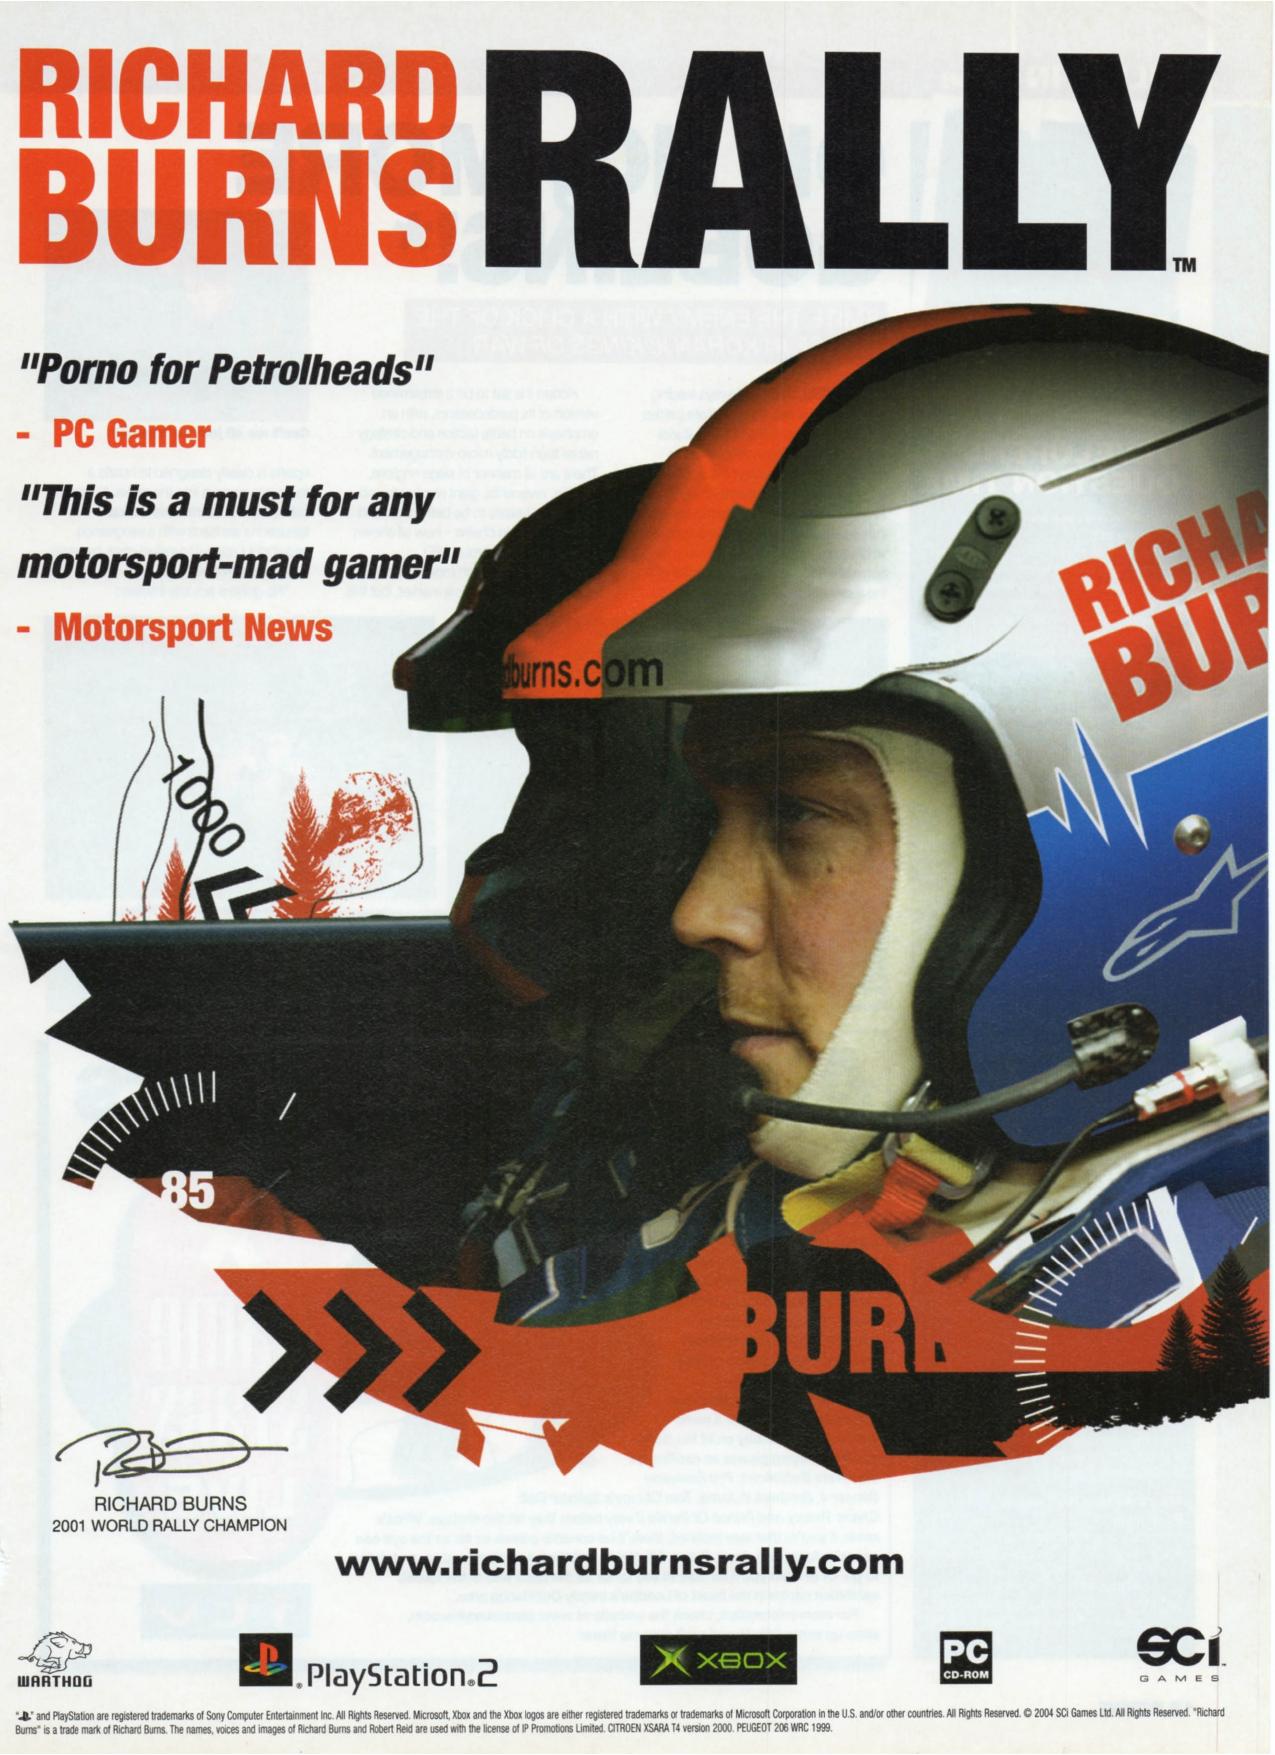 RICHARD
BURNS
RALLY™
"Porno for Petrolheads"
- PC Gamer
"This is a must for any
motorsport-mad gamer"
- Motorsport News
dburns.com
RICHA
BUR
1000
85
BUR
RICHARD BURNS
2001 WORLD RALLY CHAMPION
www.richardburnsrally.com
WARTHOG
PlayStation®2
XBOX
PC
CD-ROM
SCi
GAMES
" " and PlayStation are registered trademarks of Sony Computer Entertainment Inc. All Rights Reserved. Microsoft, Xbox and the Xbox logos are either registered trademarks or trademarks of Microsoft Corporation in the U.S. and/or other countries. All Rights Reserved. © 2004 SCi Games Ltd. All Rights Reserved. "Richard
Burns" is a trade mark of Richard Burns. The names, voices and images of Richard Burns and Robert Reid are used with the license of IP Promotions Limited. CITROEN XSARA T4 version 2000. PEUGEOT 206 WRC 1999.